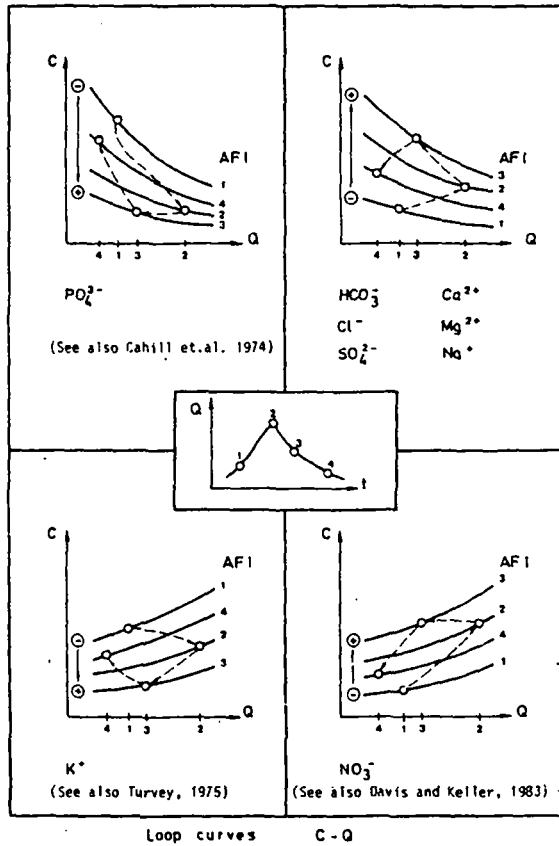 C
⊖
⊕
AFI
1
4
2
3
Q
4 1 3 2
PO₄³⁻
(See also Cahill et.al. 1974)
C
⊕
⊖
AFI
3
2
4
1
Q
4 1 3 2
HCO₃⁻ Ca²⁺
Cl⁻ Mg²⁺
SO₄²⁻ Na⁺
Q
2
1
3
4
t
C
⊖
⊕
AFI
1
4
2
3
Q
4 1 3 2
K⁺
(See also Turvey, 1975)
C
⊕
⊖
AFI
3
2
4
1
Q
4 1 3 2
NO₃⁻
(See also Davis and Keller, 1983)
Loop curves C-Q